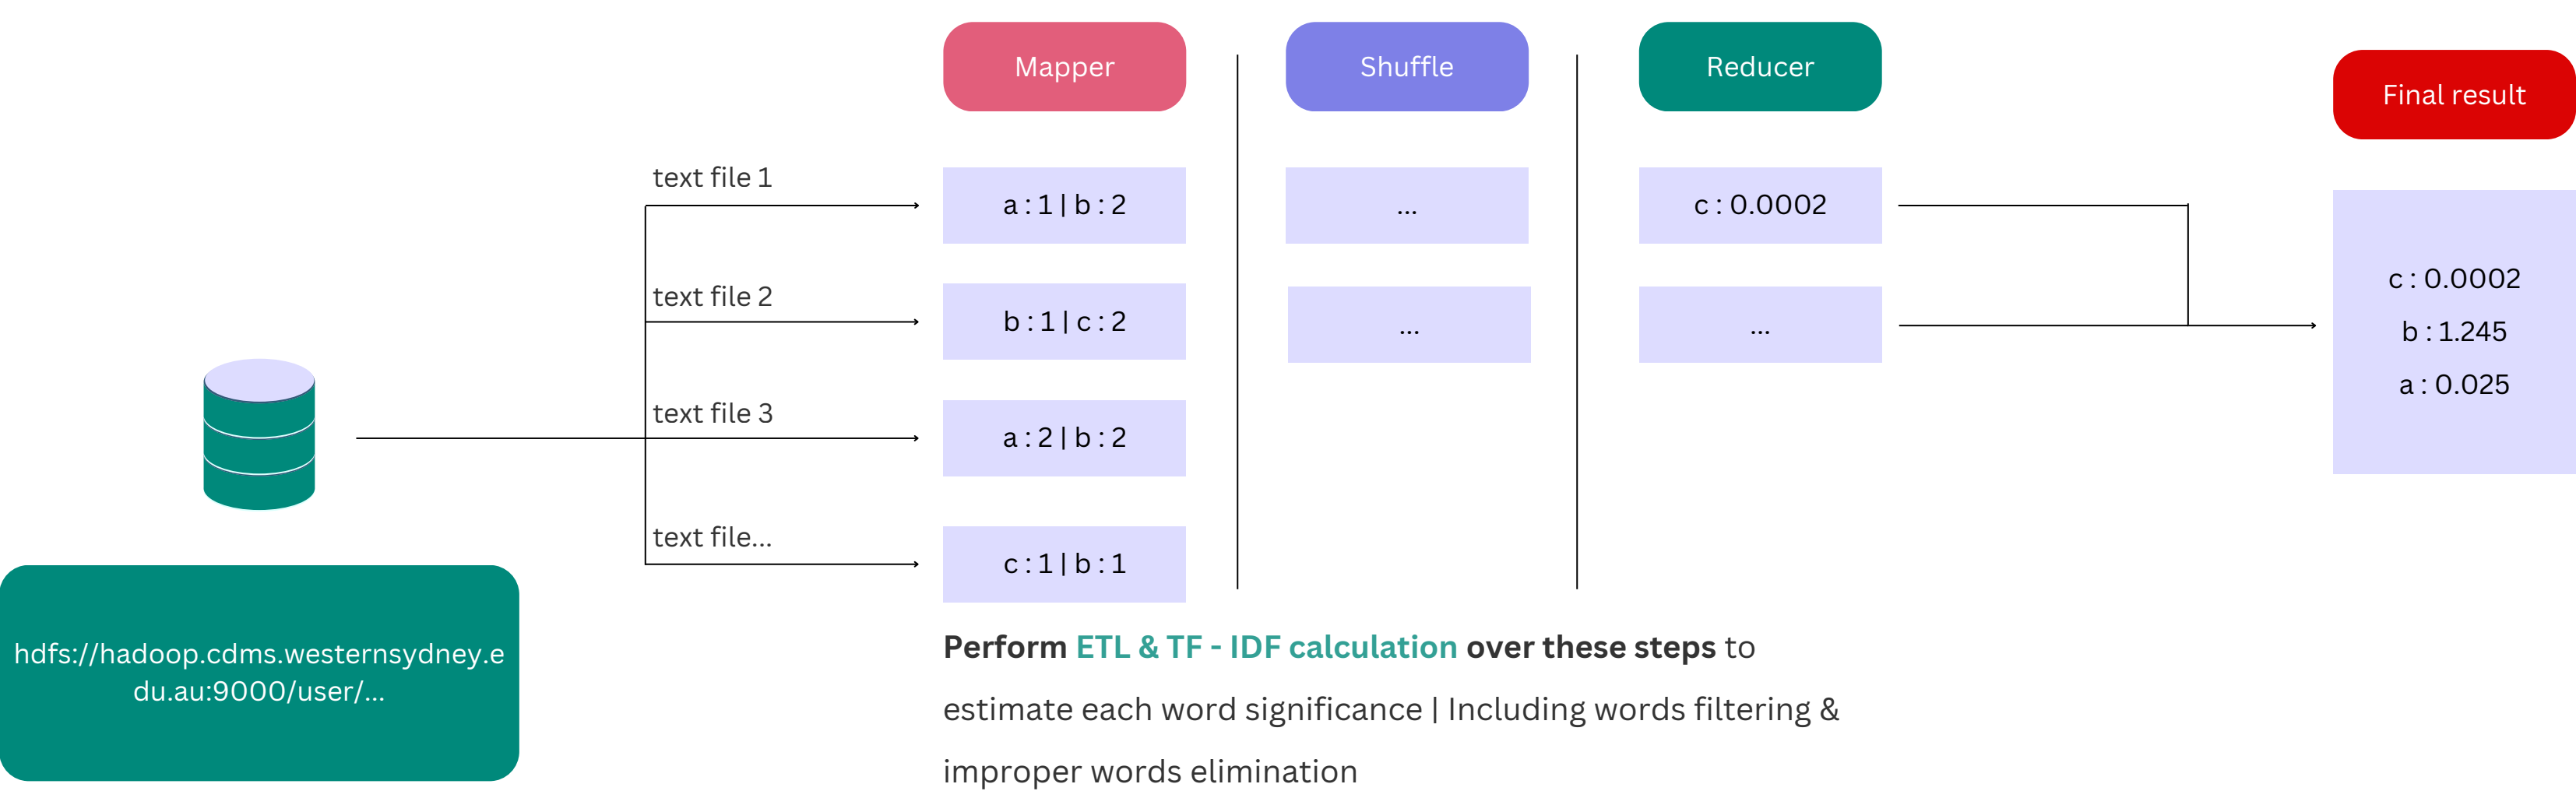 Mapper
Shuffle
Reducer
Final result
text file 1
a : 1 | b : 2
...
c : 0.0002
text file 2
b : 1 | c : 2
...
...
c : 0.0002
b : 1.245
a : 0.025
text file 3
a : 2 | b : 2
text file...
c : 1 | b : 1
hdfs://hadoop.cdms.westernsydney.e
du.au:9000/user/...
Perform ETL & TF - IDF calculation over these steps to
estimate each word significance | Including words filtering &
improper words elimination